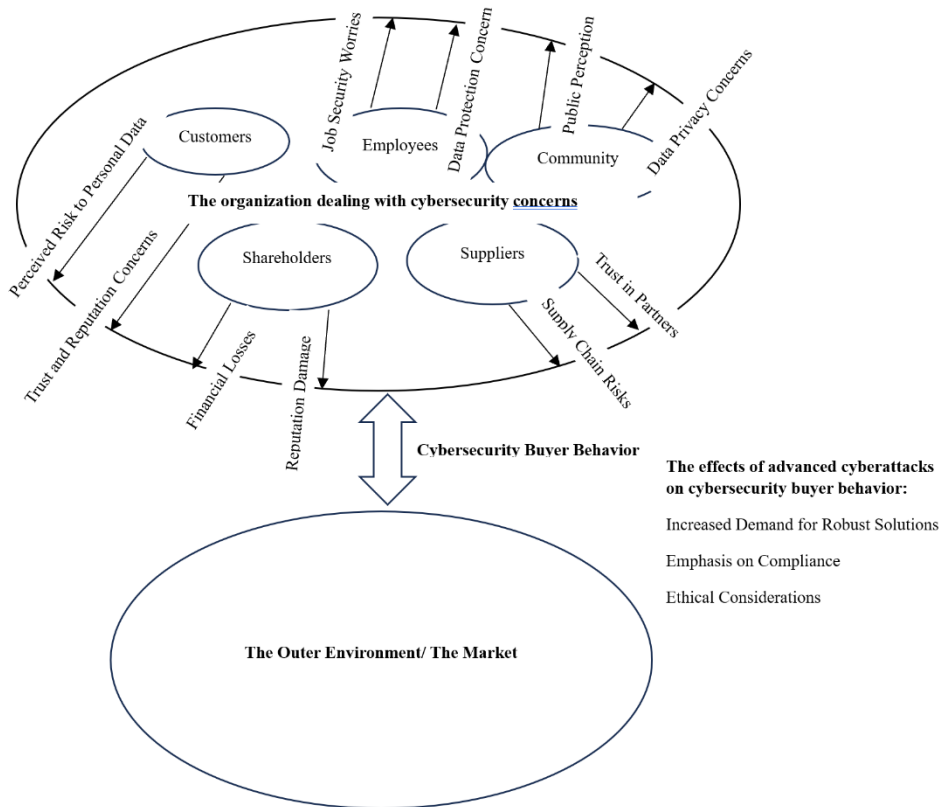 Job Security Worries
Data Protection Concern
Public Perception
Data Privacy Concerns
Customers
Employees
Community
Perceived Risk to Personal Data
The organization dealing with cybersecurity concerns
Trust and Reputation Concerns
Shareholders
Suppliers
Trust in Partners
Financial Losses
Reputation Damage
Supply Chain Risks
Cybersecurity Buyer Behavior
The effects of advanced cyberattacks
on cybersecurity buyer behavior:
Increased Demand for Robust Solutions
Emphasis on Compliance
Ethical Considerations
The Outer Environment/ The Market